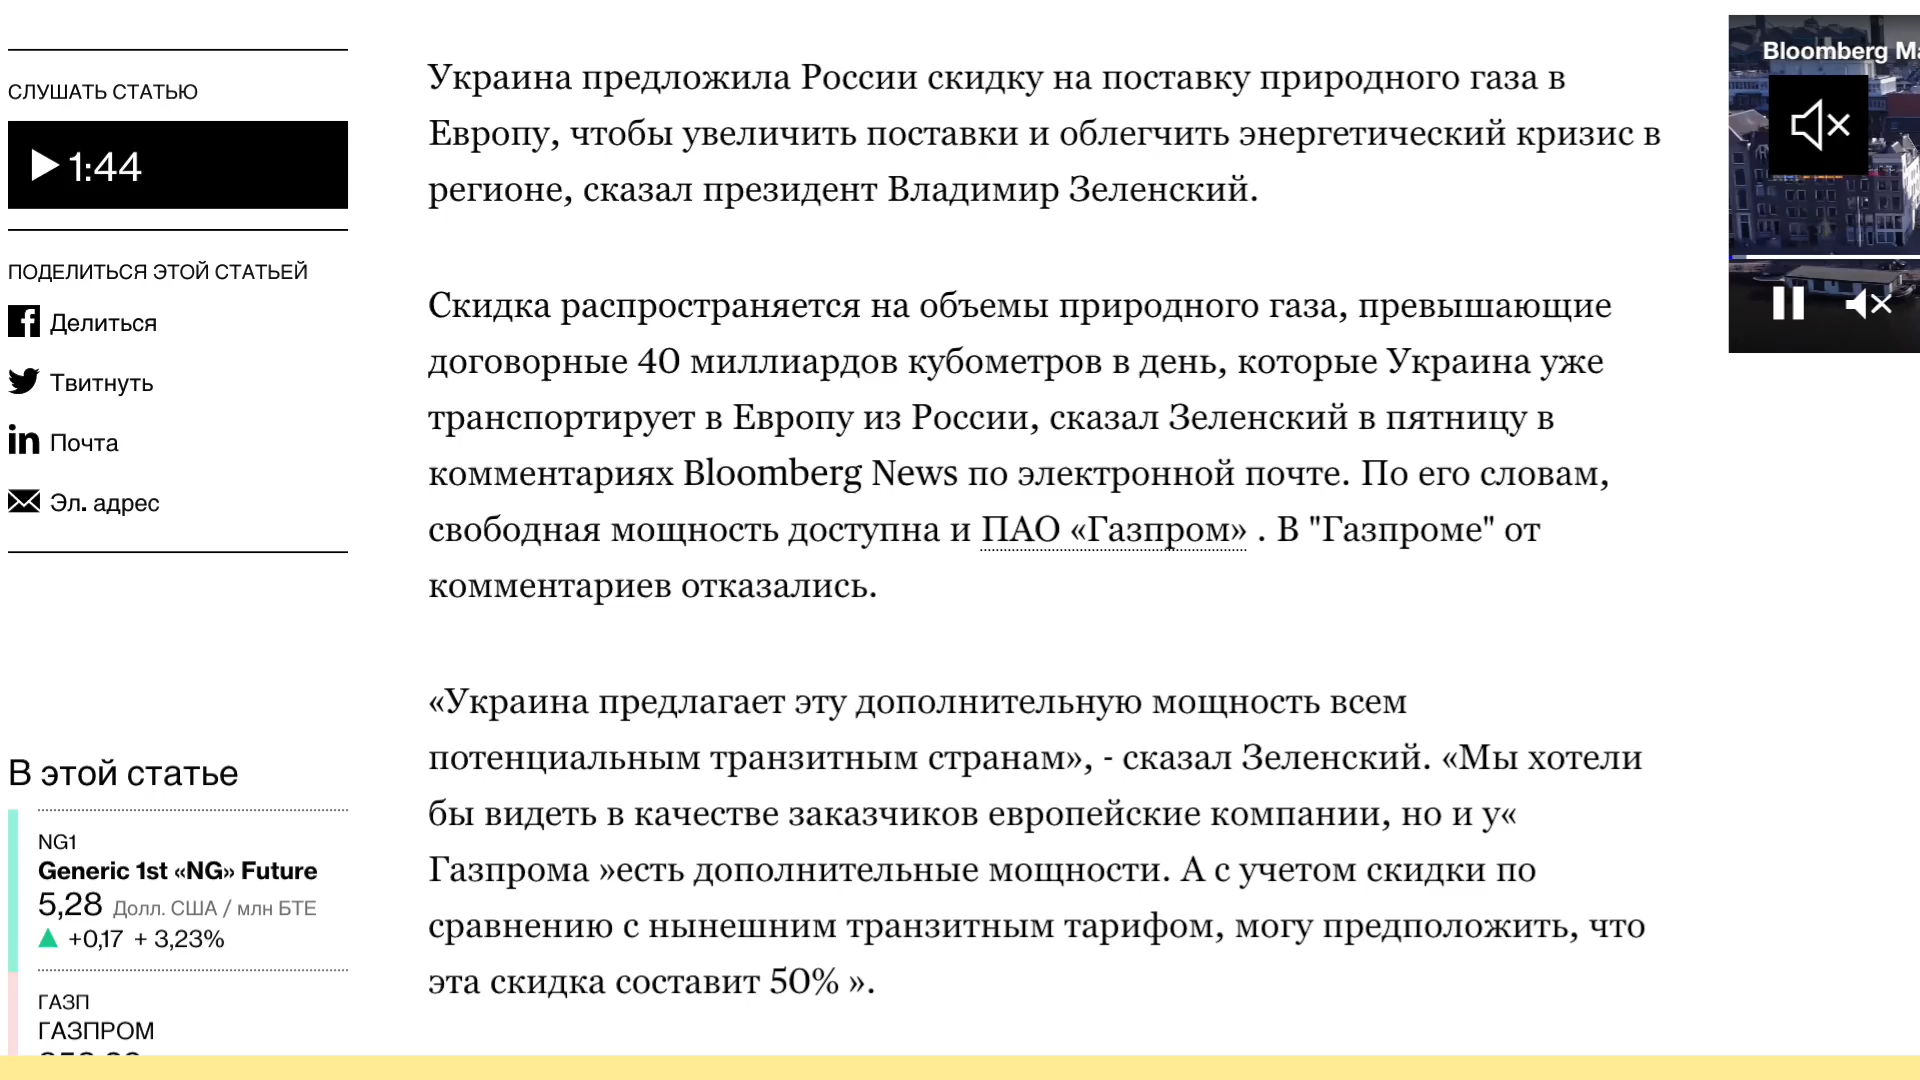 СЛУШАТЬ СТАТЬЮ
1:44
ПОДЕЛИТЬСЯ ЭТОЙ СТАТЬЕЙ
Делиться
Твитнуть
Почта
Эл. адрес
В этой статье
NG1
Generic 1st «NG» Future
5,28 Долл. США / млн БТЕ
+0,17 + 3,23%
ГАЗП
ГАЗПРОМ
Украина предложила России скидку на поставку природного газа в
Европу, чтобы увеличить поставки и облегчить энергетический кризис в
регионе, сказал президент Владимир Зеленский.
Скидка распространяется на объемы природного газа, превышающие
договорные 40 миллиардов кубометров в день, которые Украина уже
транспортирует в Европу из России, сказал Зеленский в пятницу в
комментариях Bloomberg News по электронной почте. По его словам,
свободная мощность доступна и ПАО «Газпром» . В "Газпроме" от
комментариев отказались.
«Украина предлагает эту дополнительную мощность всем
потенциальным транзитным странам», - сказал Зеленский. «Мы хотели
бы видеть в качестве заказчиков европейские компании, но и у«
Газпрома »есть дополнительные мощности. А с учетом скидки по
сравнению с нынешним транзитным тарифом, могу предположить, что
эта скидка составит 50% ».
Bloomberg